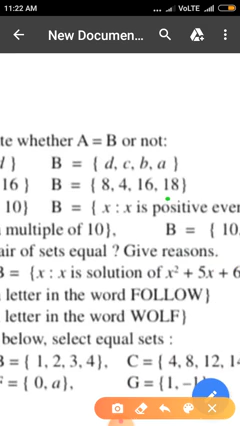 11:22 AM ... VoLTE
New Documen...
te whether A = B or not:
d } B = { d, c, b, a }
16 } B = { 8, 4, 16, 18}
10} B = { x : x is positive even
multiple of 10}, B = { 10
air of sets equal ? Give reasons.
B = {x : x is solution of x² + 5x + 6
letter in the word FOLLOW}
letter in the word WOLF}
below, select equal sets :
B = { 1, 2, 3, 4}, C = { 4, 8, 12, 14
= { 0, a}, G = {1, –1